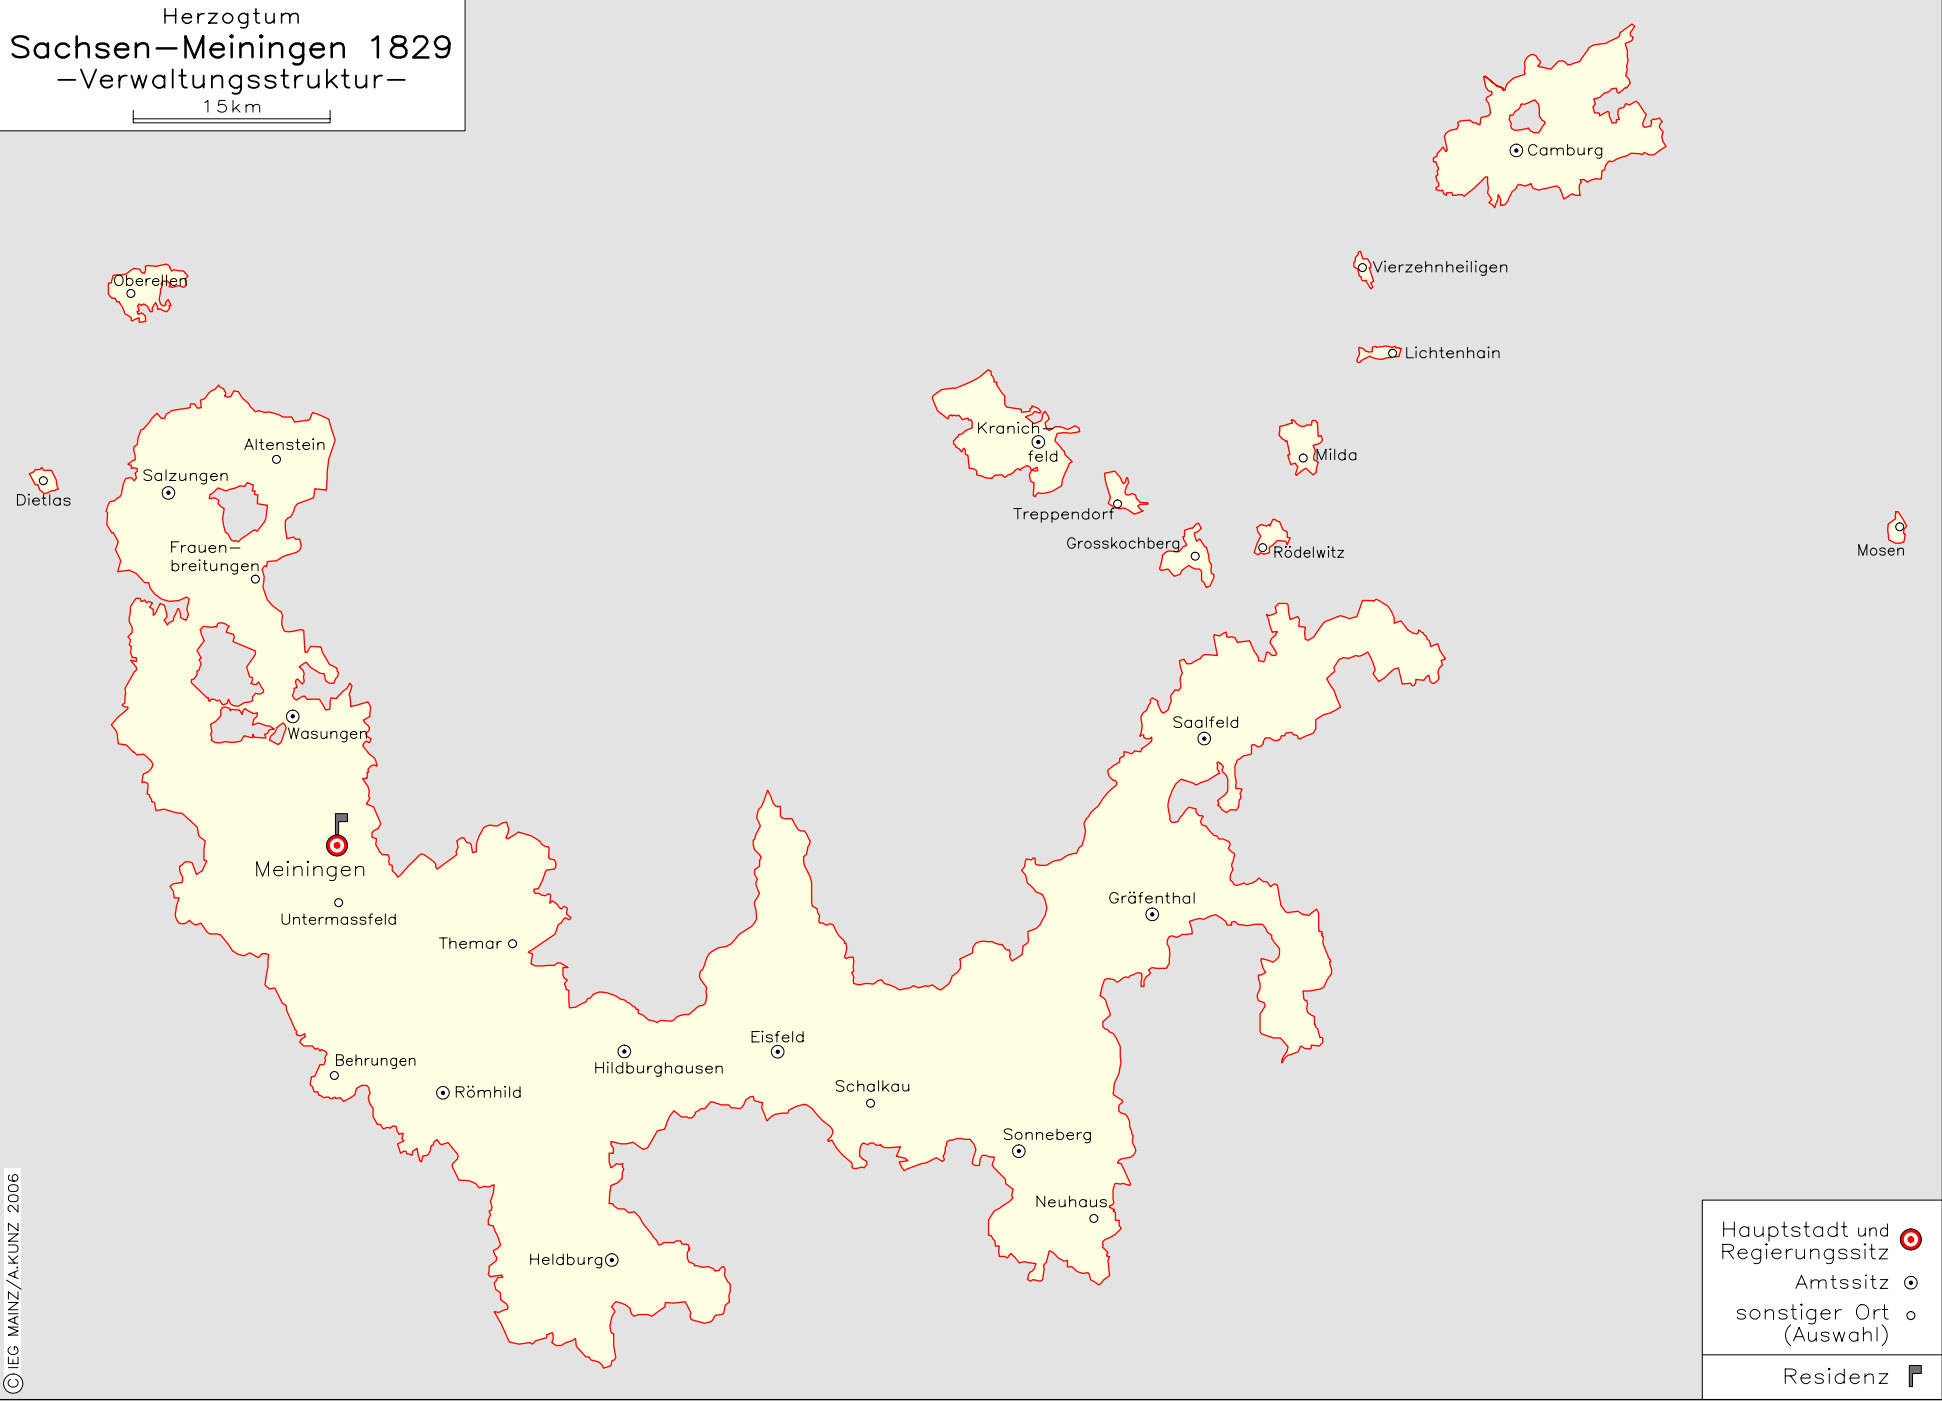 Herzogtum
Sachsen–Meiningen 1829
–Verwaltungsstruktur–
15km
Camburg
Vierzehnheiligen
Oberellen
Lichtenhain
Kranich–
feld
Altenstein
Milda
Salzungen
Dietlas
Treppendorf
Grosskochberg
Rödelwitz
Mosen
Frauen–
breitungen
Saalfeld
Wasungen
Meiningen
Gräfenthal
Untermassfeld
Themar
Eisfeld
Behrungen
Hildburghausen
Schalkau
Römhild
Sonneberg
Neuhaus
Heldburg
Hauptstadt und
Regierungssitz
Amtssitz
sonstiger Ort
(Auswahl)
Residenz
© IEG MAINZ/A.KUNZ 2006